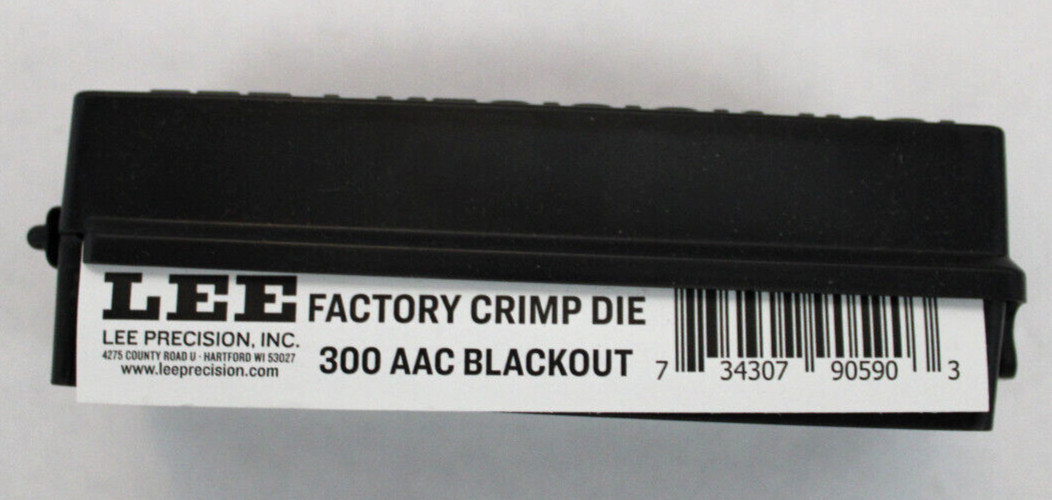 LEE
LEE PRECISION, INC.
4275 COUNTY ROAD U · HARTFORD WI 53027
www.leeprecision.com
FACTORY CRIMP DIE
300 AAC BLACKOUT
7 34307 90590 3